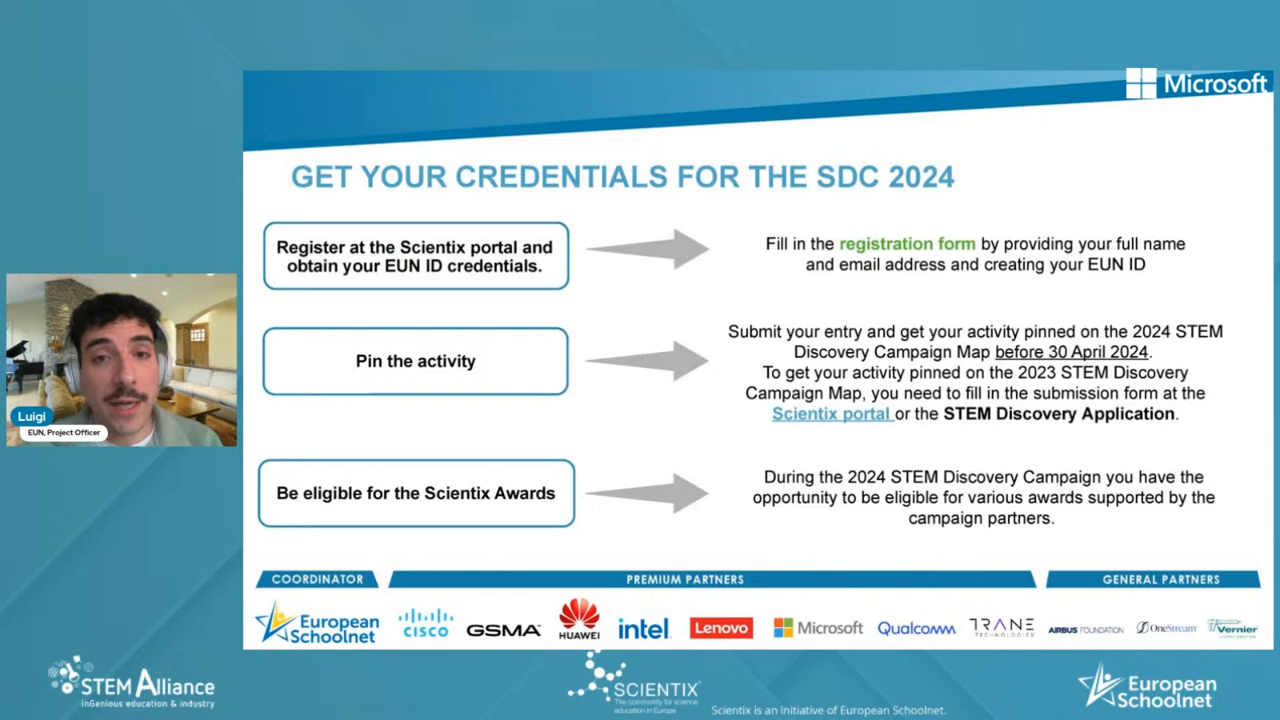 Microsoft
GET YOUR CREDENTIALS FOR THE SDC 2024
Register at the Scientix portal and
obtain your EUN ID credentials.
Fill in the registration form by providing your full name
and email address and creating your EUN ID
Pin the activity
Submit your entry and get your activity pinned on the 2024 STEM
Discovery Campaign Map before 30 April 2024.
To get your activity pinned on the 2023 STEM Discovery
Campaign Map, you need to fill in the submission form at the
Scientix portal or the STEM Discovery Application.
Luigi
EUN, Project Officer
Be eligible for the Scientix Awards
During the 2024 STEM Discovery Campaign you have the
opportunity to be eligible for various awards supported by the
campaign partners.
COORDINATOR
PREMIUM PARTNERS
GENERAL PARTNERS
European
Schoolnet
CISCO
GSMA
HUAWEI
intel
Lenovo
Microsoft
Qualcomm
TRANE
TECHNOLOGIES
AIRBUS FOUNDATION
OneStream
Vernier
STEM Alliance
inGenious education & industry
SCIENTIX
The community for science
education in Europe
Scientix is an initiative of European Schoolnet.
European
Schoolnet